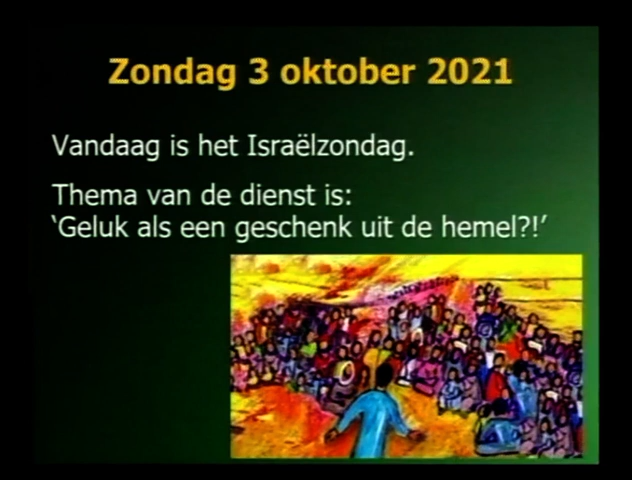 Zondag 3 oktober 2021
Vandaag is het Israëlzondag.
Thema van de dienst is:
‘Geluk als een geschenk uit de hemel?!’